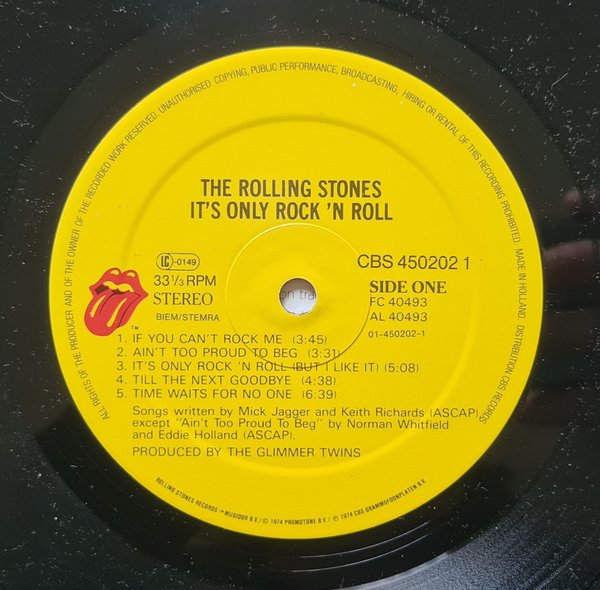 ALL RIGHTS OF THE PRODUCER AND OF THE OWNER OF THE RECORDED WORK RESERVED. UNAUTHORISED COPYING, PUBLIC PERFORMANCE, BROADCASTING, HIRING OR RENTAL OF THIS RECORDING PROHIBITED. MADE IN HOLLAND. DISTRIBUTION: CBS RECORDS
THE ROLLING STONES
IT'S ONLY ROCK 'N ROLL
LC -0149
CBS 450202 1
33 1/3 RPM
SIDE ONE
STEREO
FC 40493
on tra
AL 40493
BIEM/STEMRA
01-450202-1
TM
1. IF YOU CAN'T ROCK ME (3:45)
2. AIN'T TOO PROUD TO BEG (3:31)
3. IT'S ONLY ROCK 'N ROLL (BUT I LIKE IT) (5:08)
4. TILL THE NEXT GOODBYE (4:38)
5. TIME WAITS FOR NO ONE (6:39)
Songs written by Mick Jagger and Keith Richards (ASCAP)
except "Ain't Too Proud To Beg" by Norman Whitfield
and Eddie Holland (ASCAP).
PRODUCED BY THE GLIMMER TWINS
ROLLING STONES RECORDS ™ MUSIDOR B.V./© 1974 PROMOTONE B.V./℗ 1974 CBS GRAMMOFOONPLATEN B.V.